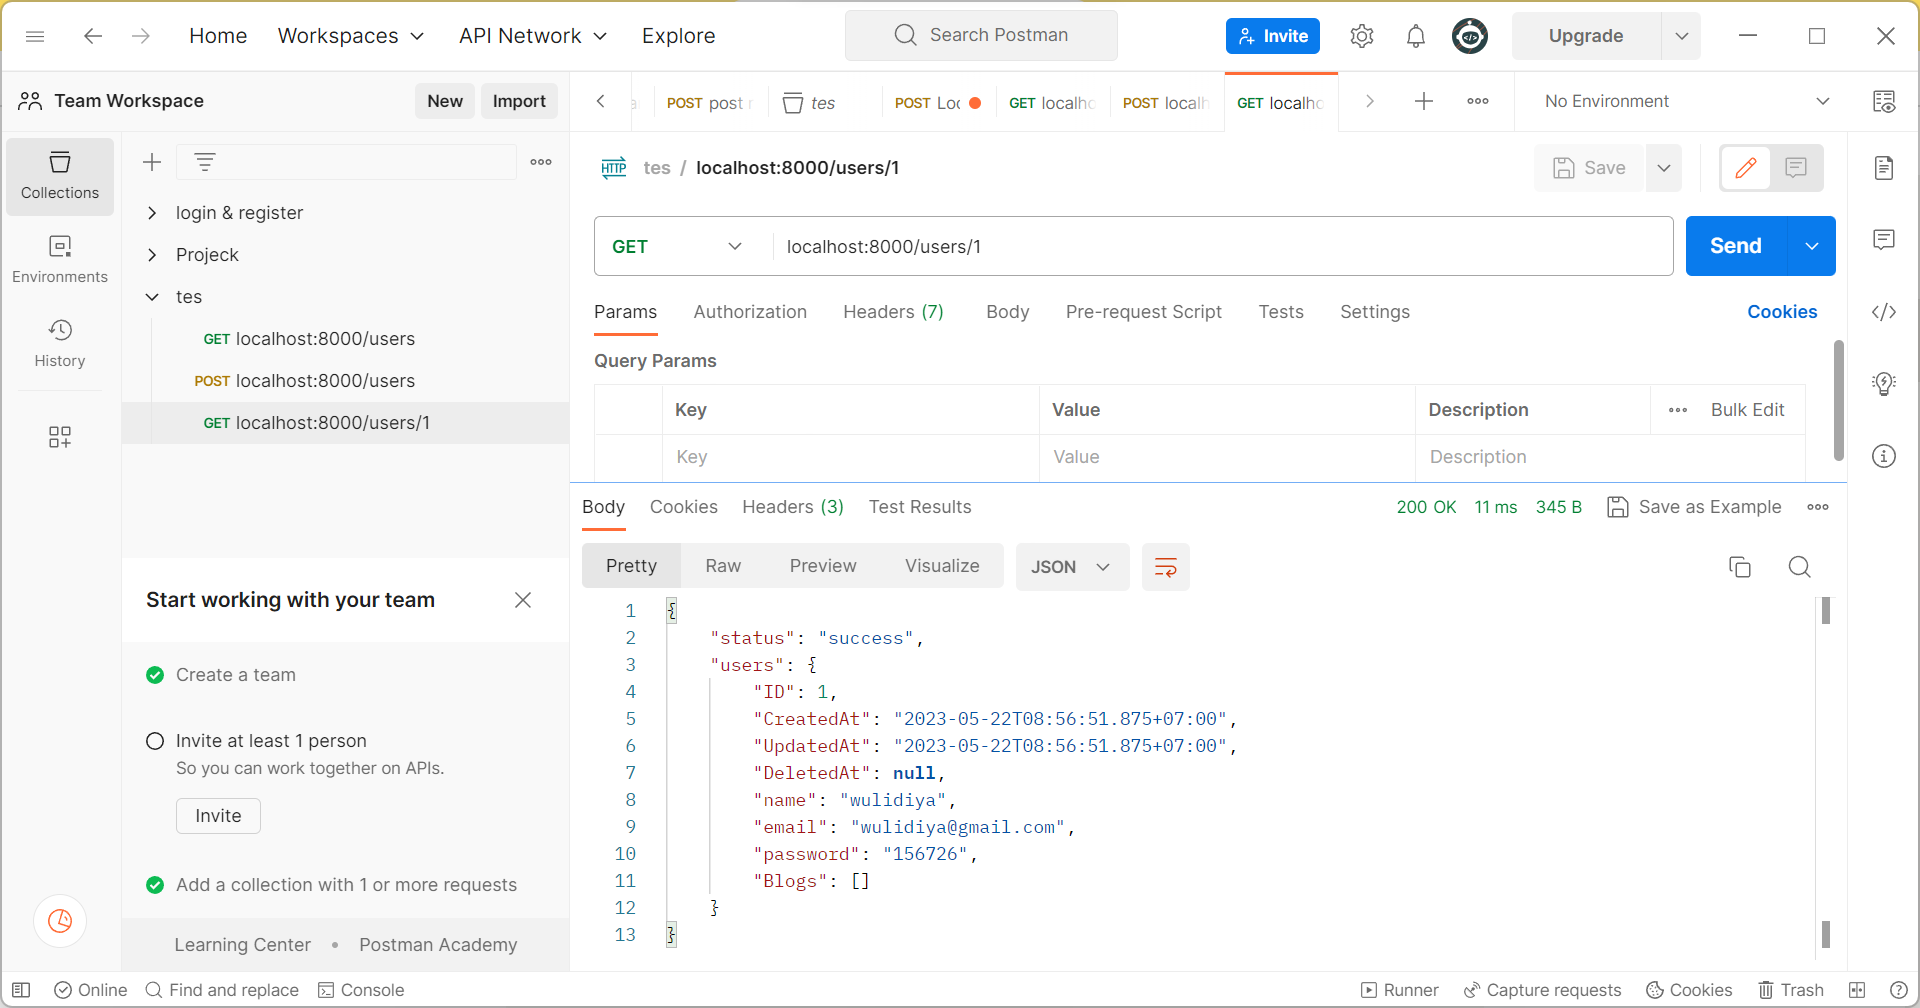 Home Workspaces API Network Explore Search Postman Invite Upgrade
Team Workspace New Import POST post tes POST Loc GET localh POST localh GET localho No Environment
HTTP tes / localhost:8000/users/1 Save
Collections
login & register
Projeck
tes
GET localhost:8000/users
POST localhost:8000/users
GET localhost:8000/users/1
Environments
History
GET localhost:8000/users/1 Send
Params Authorization Headers (7) Body Pre-request Script Tests Settings Cookies
Query Params
Key Value Description Bulk Edit
Key Value Description
Body Cookies Headers (3) Test Results 200 OK 11 ms 345 B Save as Example
Pretty Raw Preview Visualize JSON
1 {
2 "status": "success",
3 "users": {
4 "ID": 1,
5 "CreatedAt": "2023-05-22T08:56:51.875+07:00",
6 "UpdatedAt": "2023-05-22T08:56:51.875+07:00",
7 "DeletedAt": null,
8 "name": "wulidiya",
9 "email": "wulidiya@gmail.com",
10 "password": "156726",
11 "Blogs": []
12 }
13 }
Start working with your team
Create a team
Invite at least 1 person
So you can work together on APIs.
Invite
Add a collection with 1 or more requests
Learning Center • Postman Academy
Online Find and replace Console Runner Capture requests Cookies Trash